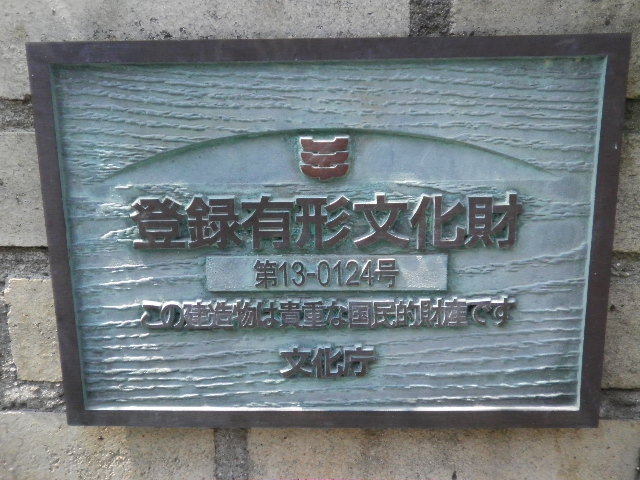 登録有形文化財
第13-0124号
この建造物は貴重な国民的財産です
文化庁